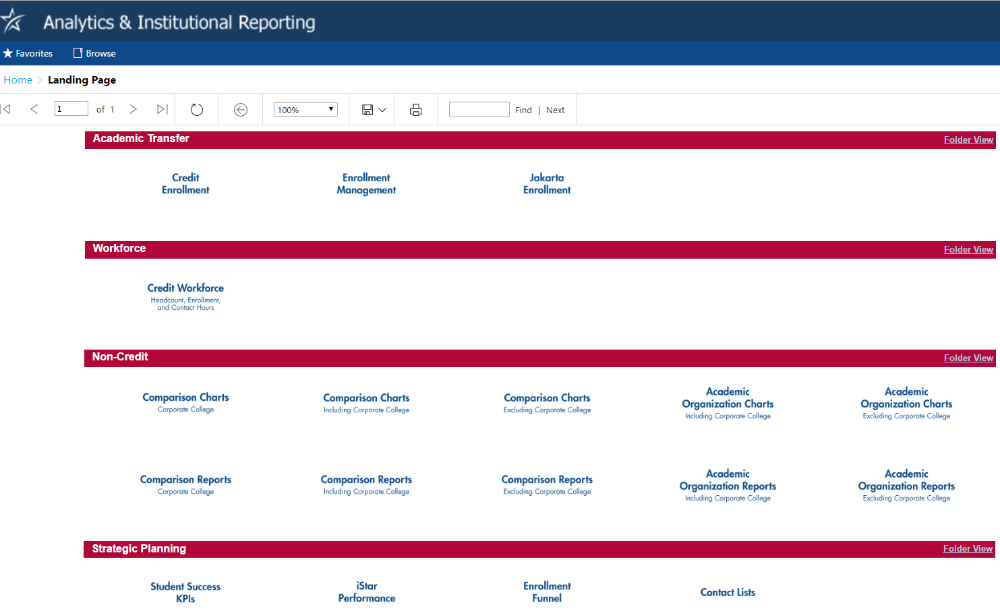 Analytics & Institutional Reporting
Favorites Browse
Home > Landing Page
1 of 1 100% Find | Next
Academic Transfer Folder View
Credit Enrollment Jakarta
Enrollment Management Enrollment
Workforce Folder View
Credit Workforce
Headcount, Enrollment,
and Contact Hours
Non-Credit Folder View
Comparison Charts
Corporate College
Comparison Charts
Including Corporate College
Comparison Charts
Excluding Corporate College
Academic
Organization Charts
Including Corporate College
Academic
Organization Charts
Excluding Corporate College
Comparison Reports
Corporate College
Comparison Reports
Including Corporate College
Comparison Reports
Excluding Corporate College
Academic
Organization Reports
Including Corporate College
Academic
Organization Reports
Excluding Corporate College
Strategic Planning Folder View
Student Success
KPIs
iStar
Performance
Enrollment
Funnel
Contact Lists